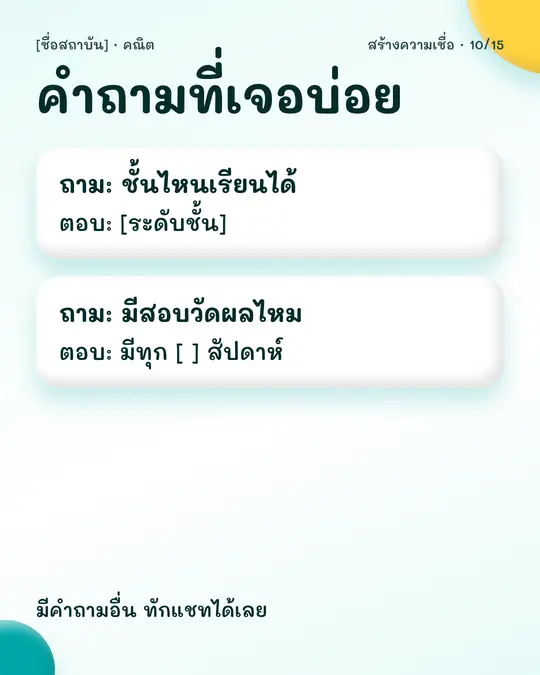 [ชื่อสถาบัน] · คณิต
สร้างความเชื่อ · 10/15
คำถามที่เจอบ่อย
ถาม: ชั้นไหนเรียนได้
ตอบ: [ระดับชั้น]
ถาม: มีสอบวัดผลไหม
ตอบ: มีทุก [ ] สัปดาห์
มีคำถามอื่น ทักแชทได้เลย